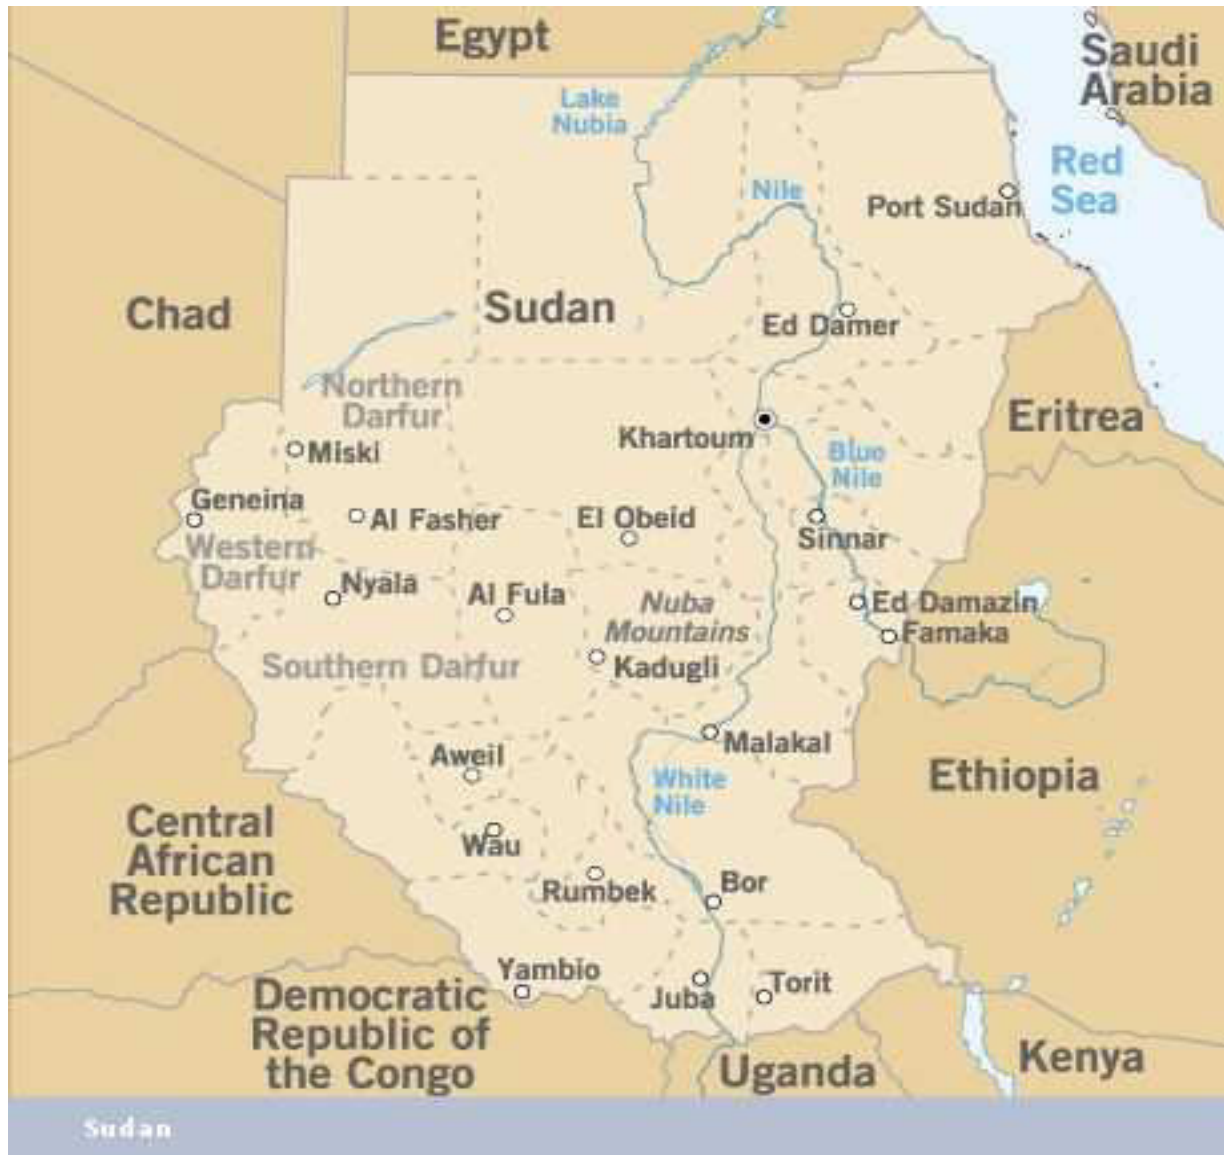 Egypt
Saudi
Arabia
Lake
Nubia
Red
Sea
Nile
Port Sudan
Chad
Sudan
Ed Damer
Northern
Darfur
Eritrea
Khartoum
Miski
Blue
Nile
Geneina
Al Fasher
El Obeid
Sinnar
Western
Darfur
Nyala
Al Fula
Nuba
Mountains
Ed Damazin
Famaka
Southern Darfur
Kadugli
Malakal
Aweil
White
Nile
Ethiopia
Central
African
Republic
Wau
Rumbek
Bor
Yambio
Juba
Torit
Democratic
Republic of
the Congo
Uganda
Kenya
Sudan